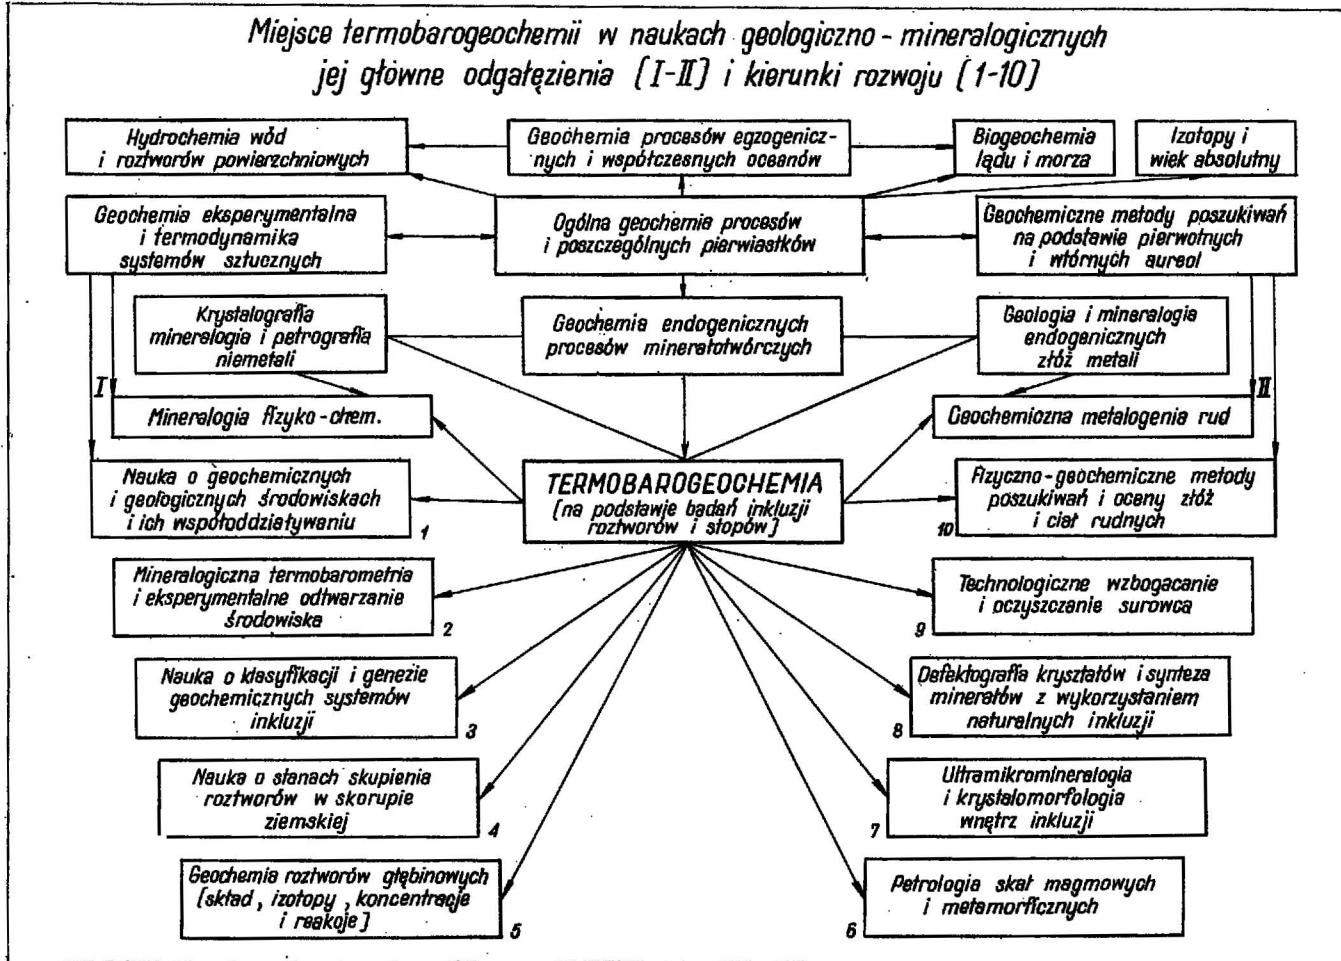 Miejsce termobarogeochemii w naukach geologiczno-mineralogicznych
jej główne odgałęzienia [I-II] i kierunki rozwoju [1-10]
Hydrochemia wód
i roztworów powierzchniowych
Geochemia procesów egzogenicz-
nych i współczesnych oceanów
Biogeochemia
lądu i morza
Izotopy i
wiek absolutny
Geochemia eksperymentalna
i termodynamika
systemów sztucznych
Ogólna geochemia procesów
i poszczególnych pierwiastków
Geochemiczne metody poszukiwań
na podstawie pierwotnych
i wtórnych aureol
Krystalografia
mineralogia i petrografia
niemetali
Geochemia endogenicznych
procesów minerałotwórczych
Geologia i mineralogia
endogenicznych
złóż metali
I
II
Mineralogia fizyko-chem.
Geochemiczna metalogenia rud
Nauka o geochemicznych
i geologicznych środowiskach
i ich współoddziaływaniu
1
TERMOBAROGEOCHEMIA
[na podstawie badań inkluzji
roztworów i stopów]
Fizyczno-geochemiczne metody
poszukiwań i oceny złóż
i ciał rudnych
10
Mineralogiczna termobarometria
i eksperymentalne odtwarzanie
środowiska
2
Technologiczne wzbogacanie
i oczyszczanie surowca
9
Nauka o klasyfikacji i genezie
geochemicznych systemów
inkluzji
3
Defektografia kryształów i synteza
minerałów z wykorzystaniem
naturalnych inkluzji
8
Nauka o stanach skupienia
roztworów w skorupie
ziemskiej
4
Ultramikromineralogia
i krystalomorfologia
wnętrz inkluzji
7
Geochemia roztworów głębinowych
[skład, izotopy, koncentracje
i reakcje]
5
Petrologia skał magmowych
i metamorficznych
6